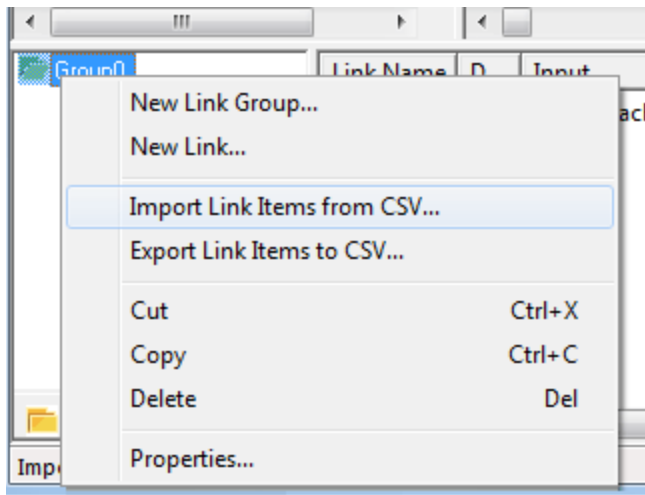 Group0
Link Name D... Input
New Link Group...
New Link...
Import Link Items from CSV...
Export Link Items to CSV...
Cut Ctrl+X
Copy Ctrl+C
Delete Del
Properties...